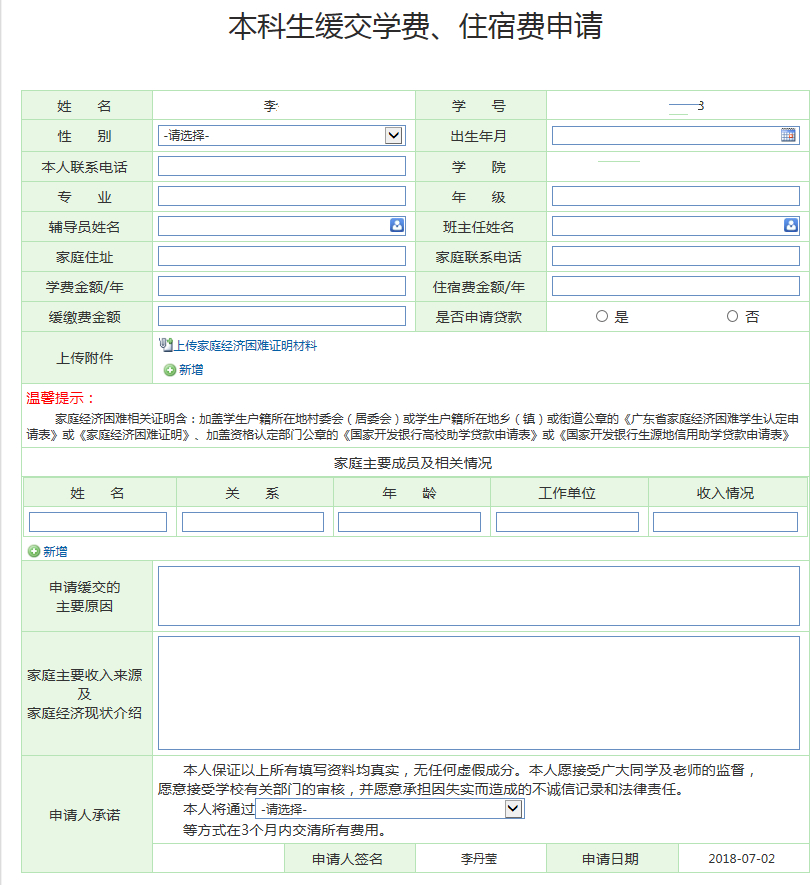 本科生缓交学费、住宿费申请
姓 名 李 学 号 3
性 别 -请选择- 出生年月
本人联系电话 学 院
专 业 年 级
辅导员姓名 班主任姓名
家庭住址 家庭联系电话
学费金额/年 住宿费金额/年
缓缴费金额 是否申请贷款 是 否
上传附件 上传家庭经济困难证明材料
新增
温馨提示：
家庭经济困难相关证明含：加盖学生户籍所在地村委会（居委会）或学生户籍所在地乡（镇）或街道公章的《广东省家庭经济困难学生认定申
请表》或《家庭经济困难证明》、加盖资格认定部门公章的《国家开发银行高校助学贷款申请表》或《国家开发银行生源地信用助学贷款申请表》
家庭主要成员及相关情况
姓 名 关 系 年 龄 工作单位 收入情况
新增
申请缓交的
主要原因
家庭主要收入来源
及
家庭经济现状介绍
申请人承诺
本人保证以上所有填写资料均真实，无任何虚假成分。本人愿接受广大同学及老师的监督，
愿意接受学校有关部门的审核，并愿意承担因失实而造成的不诚信记录和法律责任。
本人将通过 -请选择-
等方式在3个月内交清所有费用。
申请人签名 李丹莹 申请日期 2018-07-02